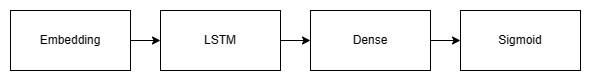 Embedding
LSTM
Dense
Sigmoid